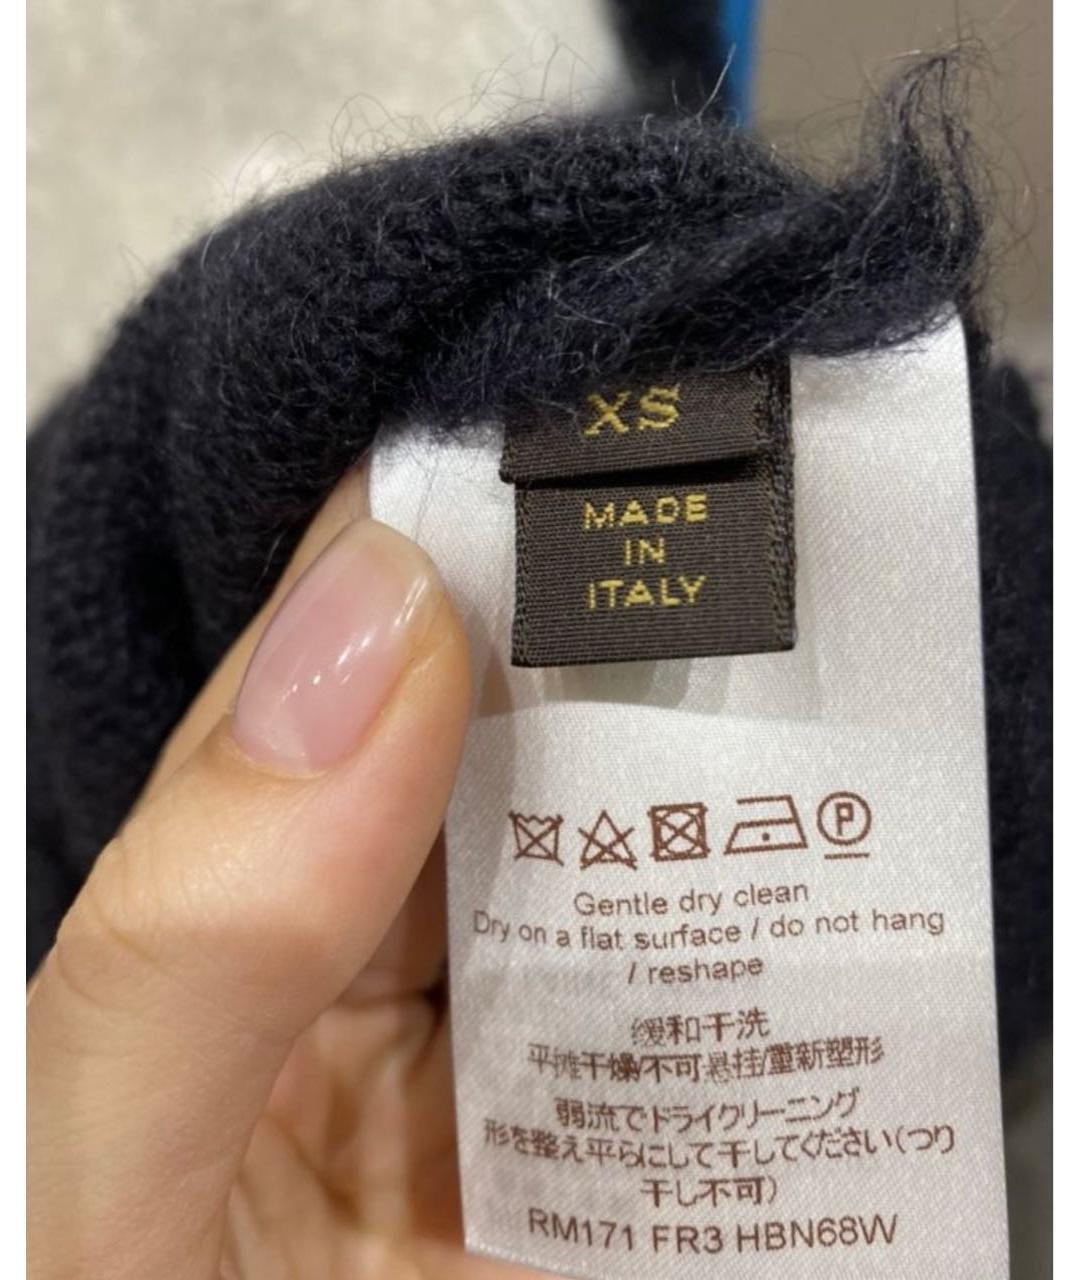 XS
MADE
IN
ITALY
P
Gentle dry clean
Dry on a flat surface / do not hang
/ reshape
缓和干洗
平摊干燥/不可悬挂/重新塑形
弱流でドライクリーニング
形を整え平らにして干してください(つり
干し不可)
RM171 FR3 HBN68W